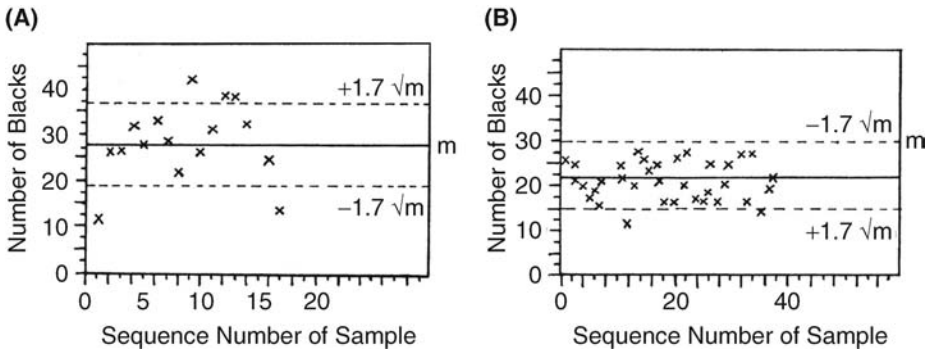 (A)
Number of Blacks
40
30
20
10
0
+1.7 √m
m
−1.7 √m
0 5 10 15 20
Sequence Number of Sample
(B)
Number of Blacks
50
40
30
20
10
0
−1.7 √m
m
+1.7 √m
0 20 40
Sequence Number of Sample